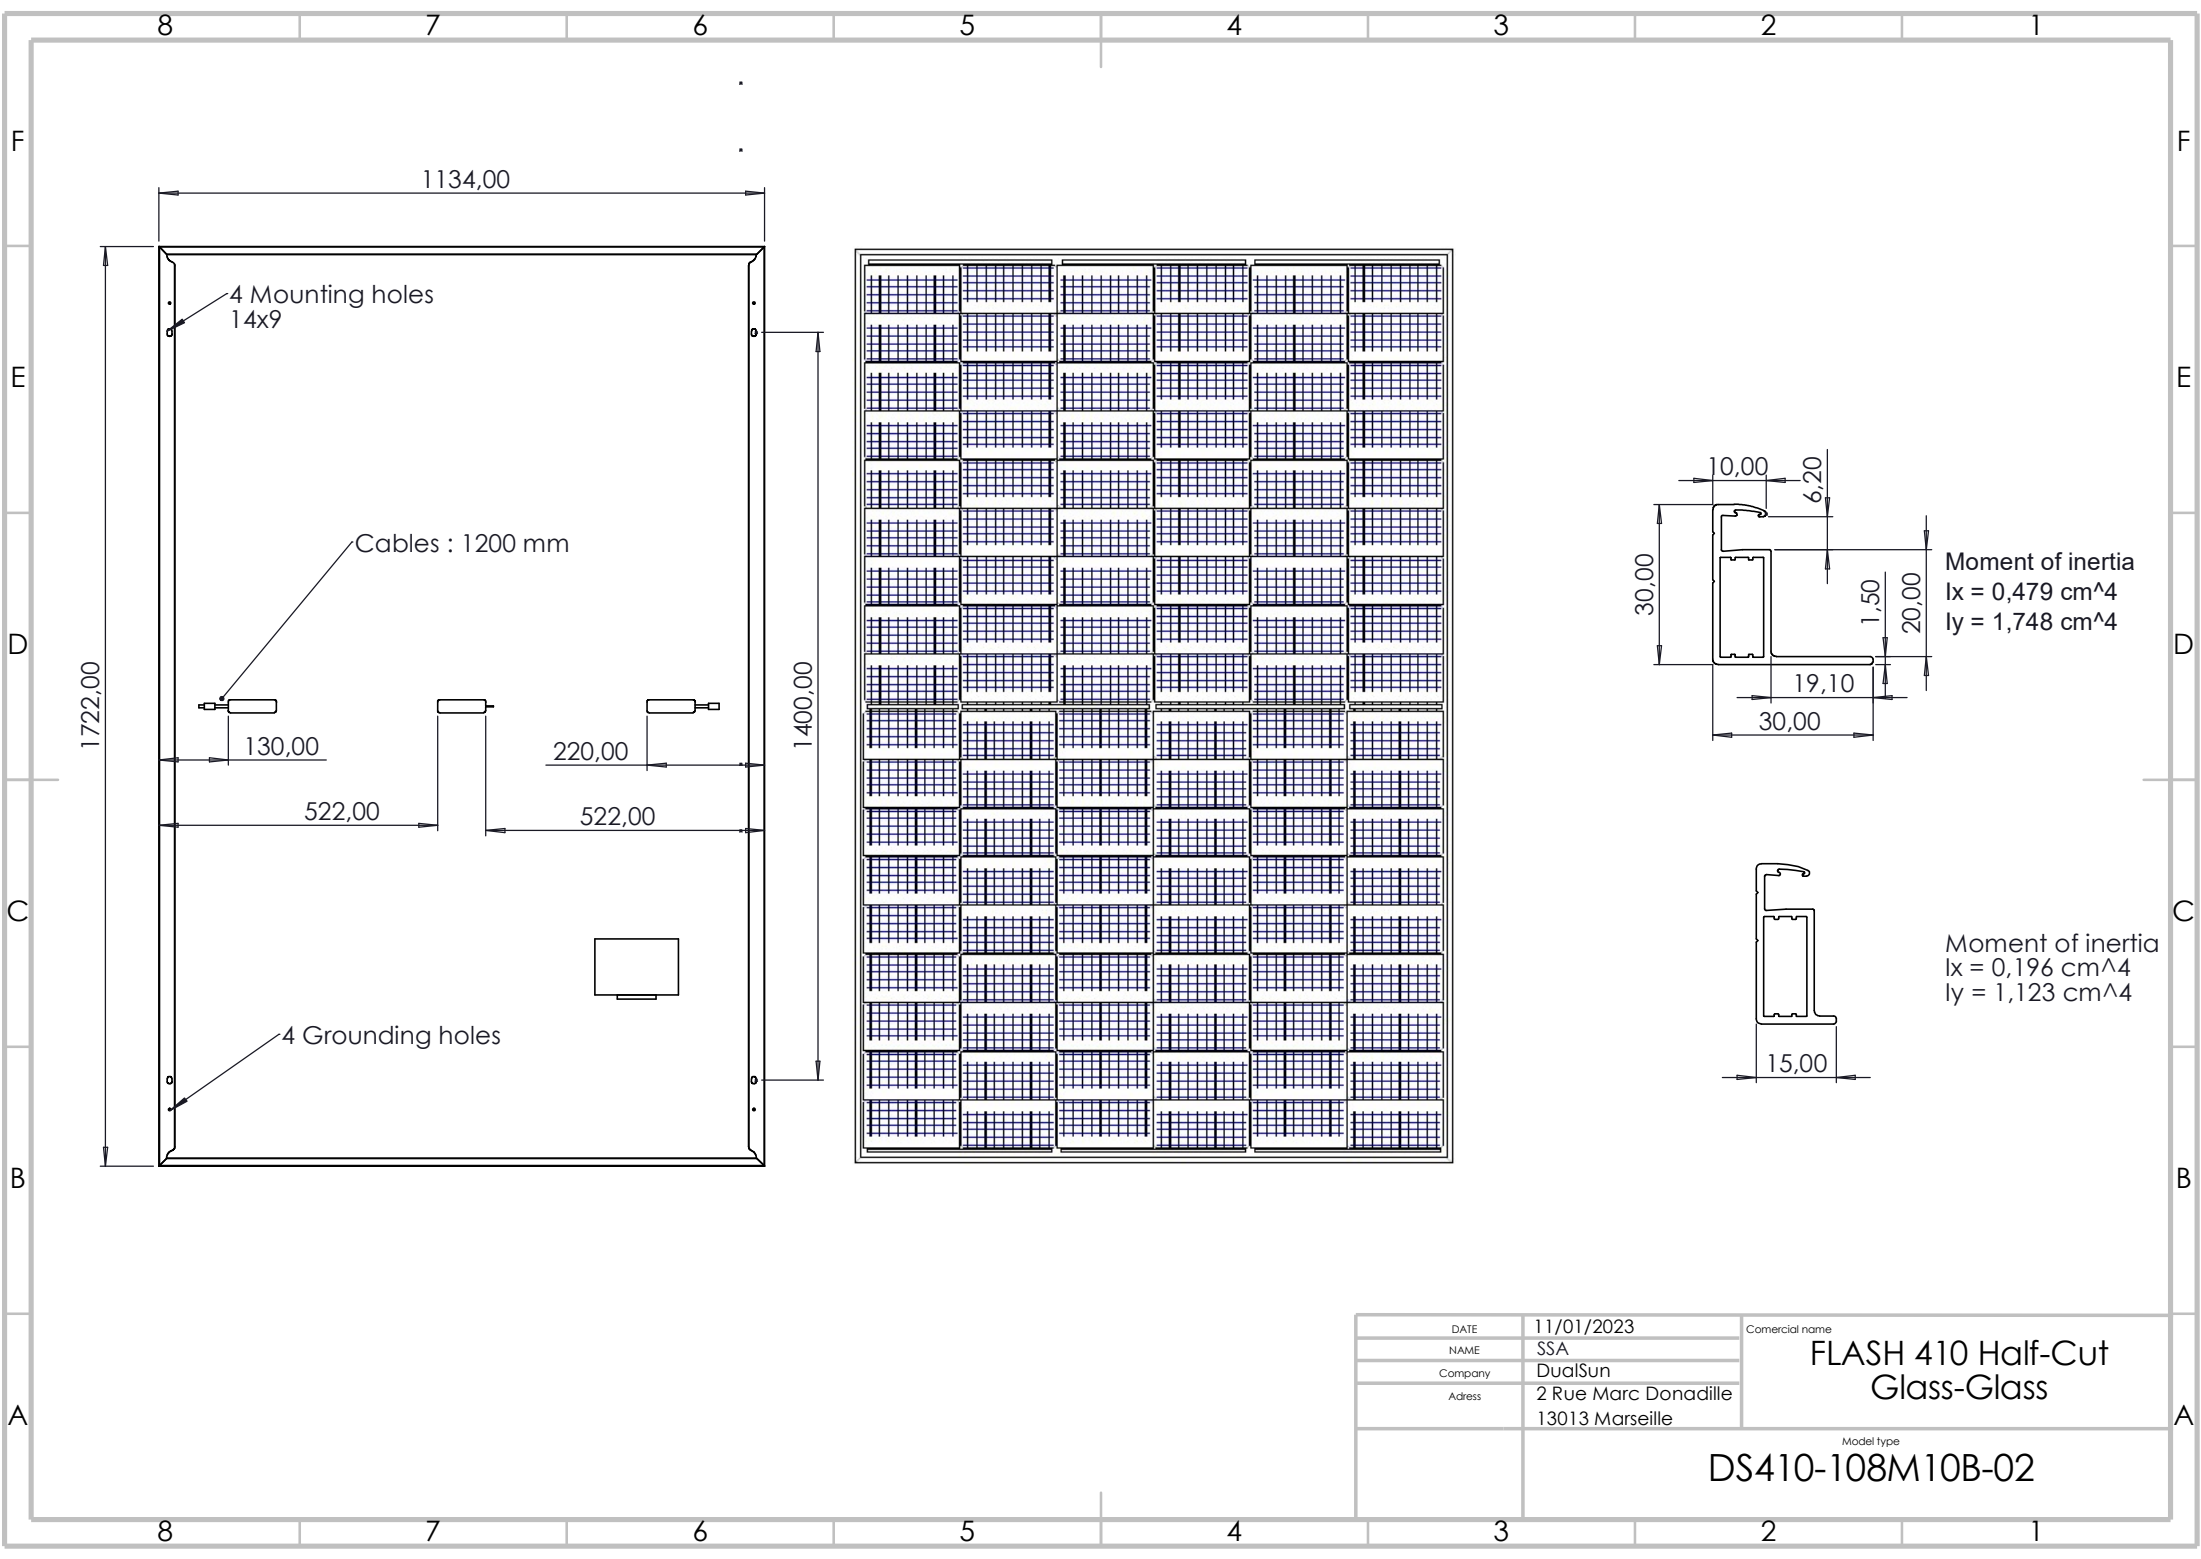 8 7 6 5 4 3 2 1
F F
1134,00
4 Mounting holes
14x9
E E
10,00
6,20
Cables : 1200 mm
30,00
Moment of inertia
Ix = 0,479 cm^4
Iy = 1,748 cm^4
1,50
20,00
D D
1722,00
1400,00
19,10
30,00
130,00
220,00
522,00
522,00
C C
Moment of inertia
Ix = 0,196 cm^4
Iy = 1,123 cm^4
4 Grounding holes
15,00
B B
DATE 11/01/2023
NAME SSA
Company DualSun
Adress 2 Rue Marc Donadille
13013 Marseille
Comercial name
FLASH 410 Half-Cut
Glass-Glass
A A
Model type
DS410-108M10B-02
8 7 6 5 4 3 2 1